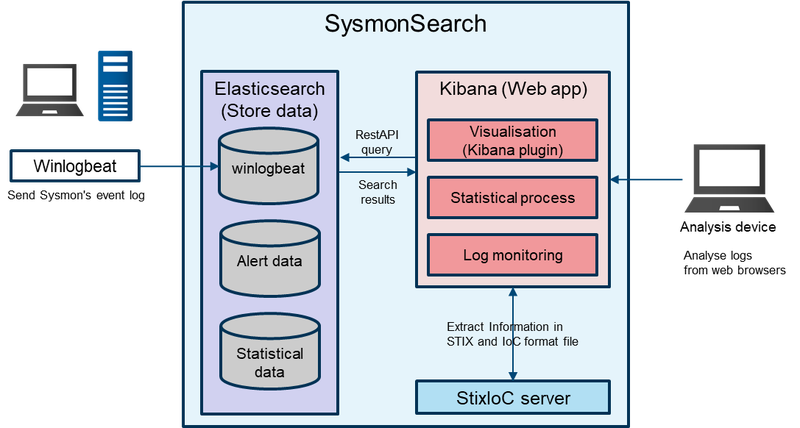 SysmonSearch
Elasticsearch
(Store data)
winlogbeat
Alert data
Statistical
data
Winlogbeat
Send Sysmon's event log
RestAPI
query
Search
results
Kibana (Web app)
Visualisation
(Kibana plugin)
Statistical process
Log monitoring
Extract Information in
STIX and IoC format file
StixIoC server
Analysis device
Analyse logs
from web browsers